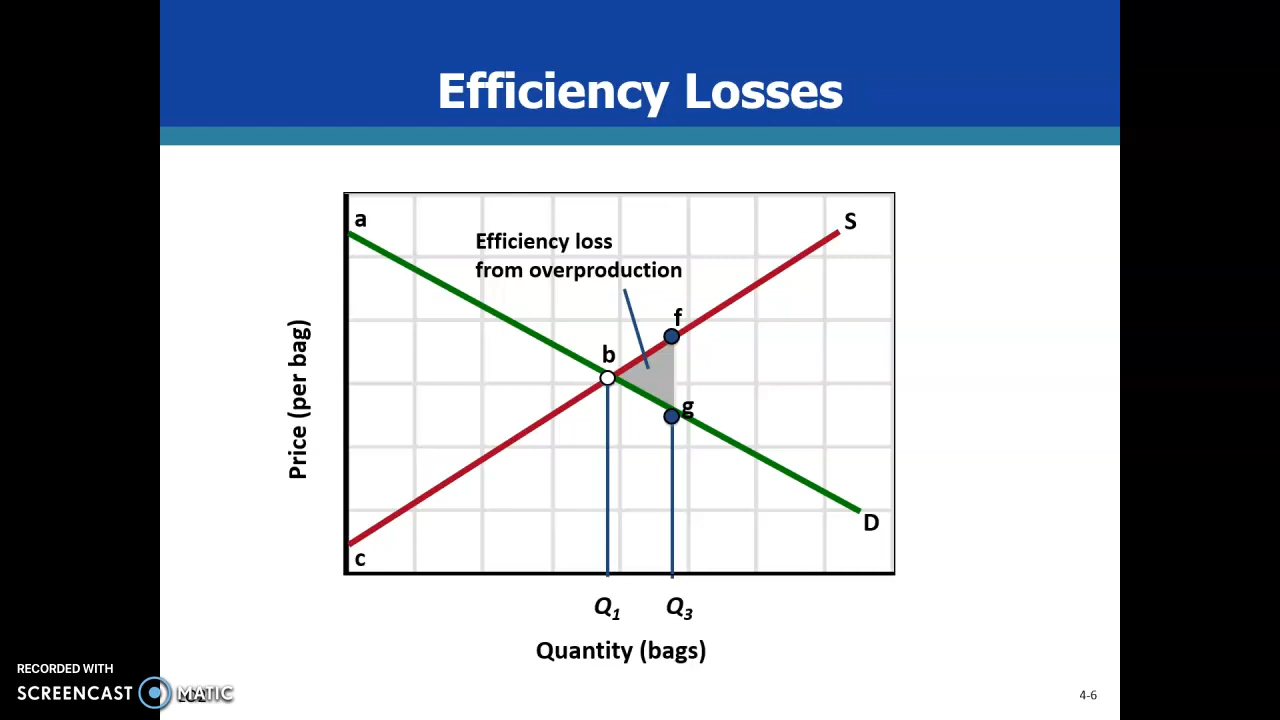 Efficiency Losses
a
S
Efficiency loss
from overproduction
f
b
g
D
c
Price (per bag)
Q1
Q3
Quantity (bags)
RECORDED WITH
SCREENCAST MATIC
4-6